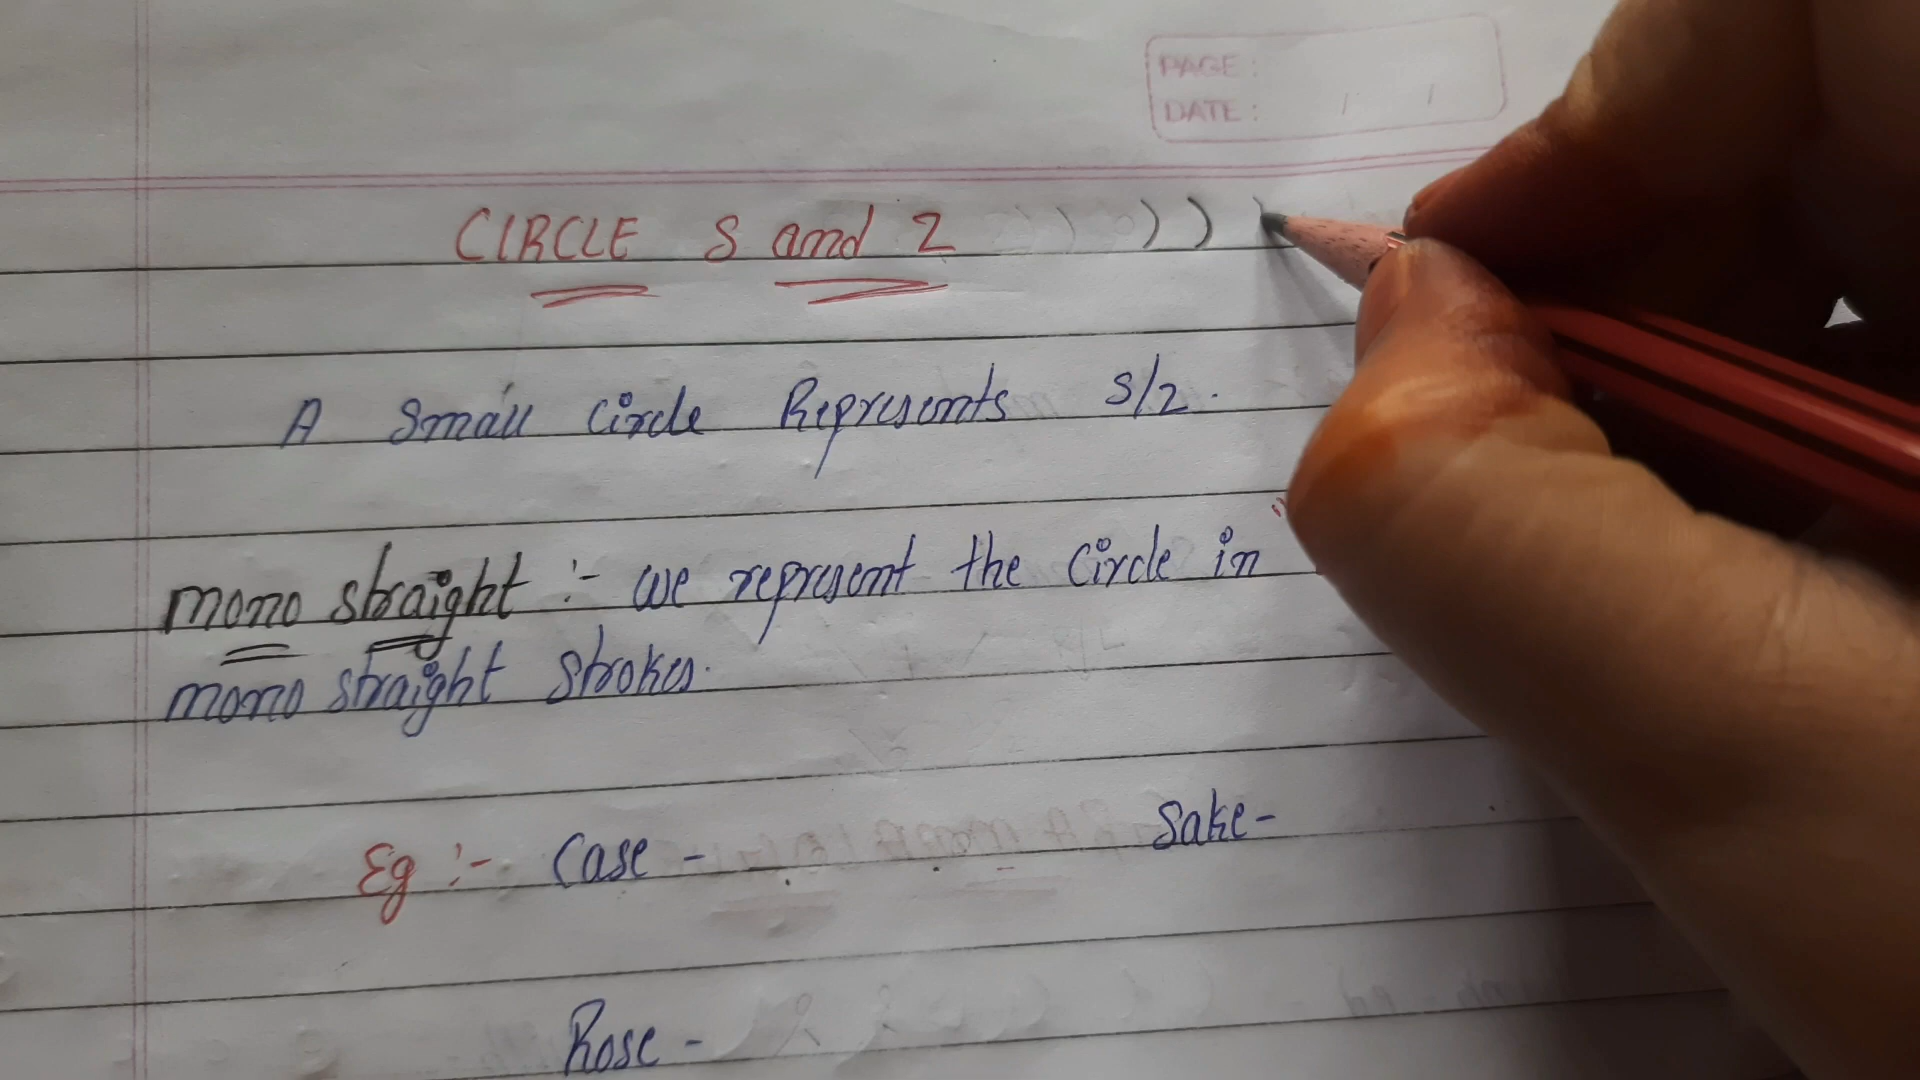 PAGE :
DATE : / /
CIRCLE S and Z
A Small Circle Represents S/Z.
mono straight :- we represent the circle in
mono straight strokes.
Eg :- Case - Sake-
Rose -